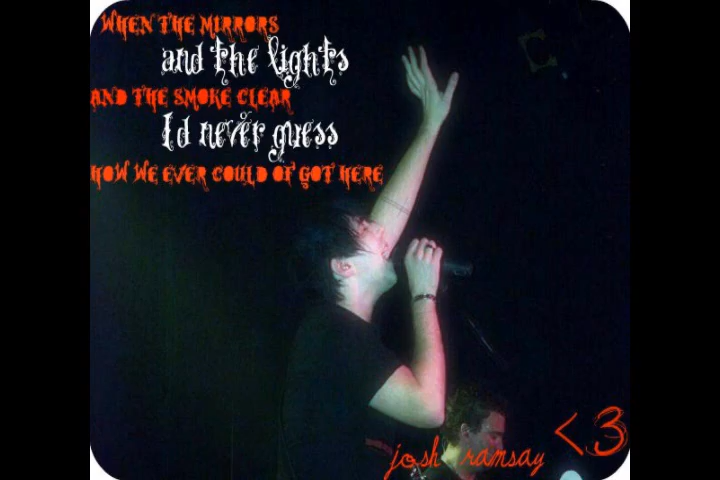 WHEN THE MIRRORS
and the lights
AND THE SMOKE CLEAR
I'd never guess
HOW WE EVER COULD OF GOT HERE
josh ramsay <3